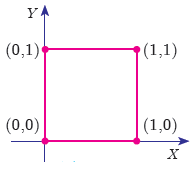 Y
(0,1) (1,1)
(0,0) (1,0)
X